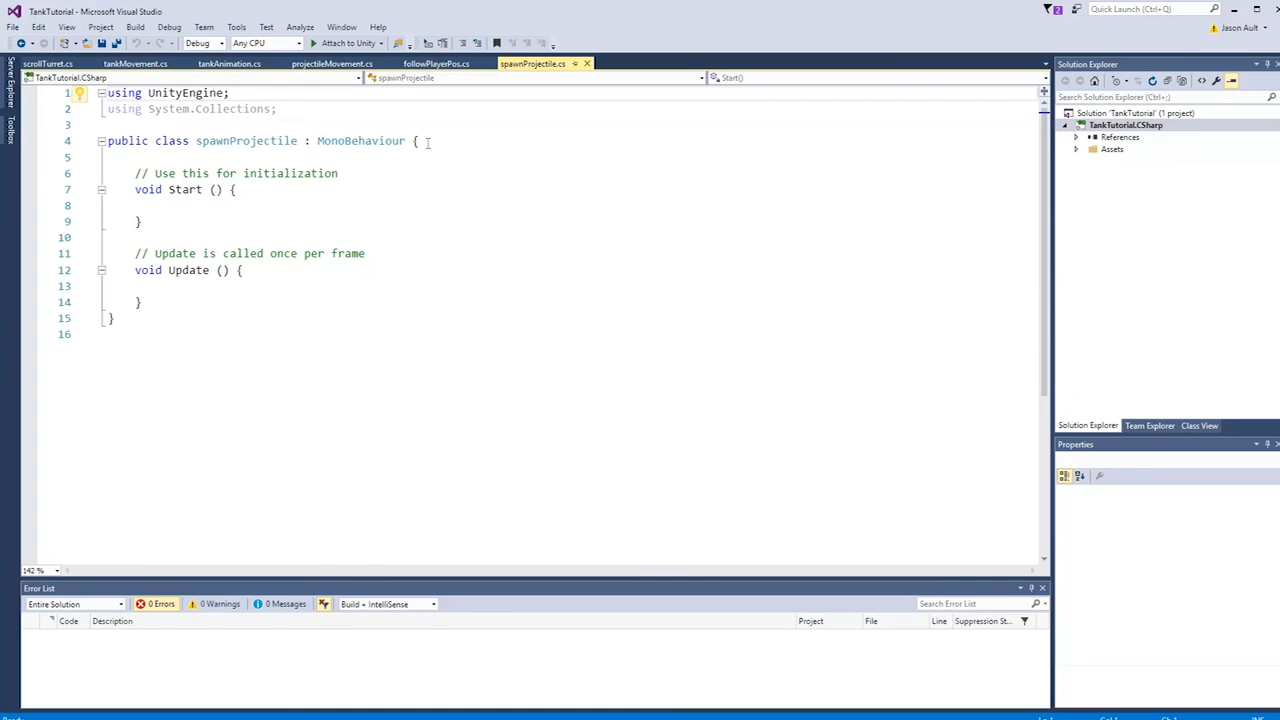 TankTutorial - Microsoft Visual Studio
2
Quick Launch (Ctrl+;)
File Edit View Project Build Debug Team Tools Test Analyze Window Help
Jason Ault
Debug Any CPU Attach to Unity
scrollTurret.cs tankMovement.cs tankAnimation.cs projectileMovement.cs followPlayerPos.cs spawnProjectile.cs
TankTutorial.CSharp spawnProjectile Start()
Server Explorer
Toolbox
1 using UnityEngine;
2 using System.Collections;
3
4 public class spawnProjectile : MonoBehaviour {
5
6 // Use this for initialization
7 void Start () {
8
9 }
10
11 // Update is called once per frame
12 void Update () {
13
14 }
15 }
16
142 %
Solution Explorer
Search Solution Explorer (Ctrl+;)
Solution 'TankTutorial' (1 project)
TankTutorial.CSharp
References
Assets
Solution Explorer Team Explorer Class View
Properties
Error List
Entire Solution 0 Errors 0 Warnings 0 Messages Build + IntelliSense Search Error List
Code Description Project File Line Suppression St...